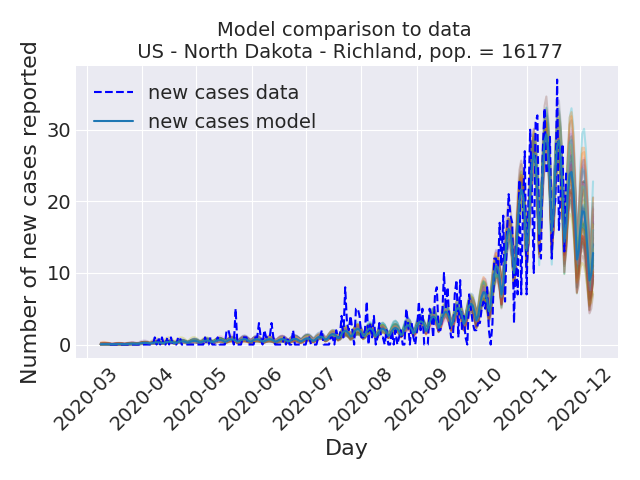 Model comparison to data
US - North Dakota - Richland, pop. = 16177
Number of new cases reported
30
20
10
0
new cases data
new cases model
2020-03
2020-04
2020-05
2020-06
2020-07
2020-08
2020-09
2020-10
2020-11
2020-12
Day